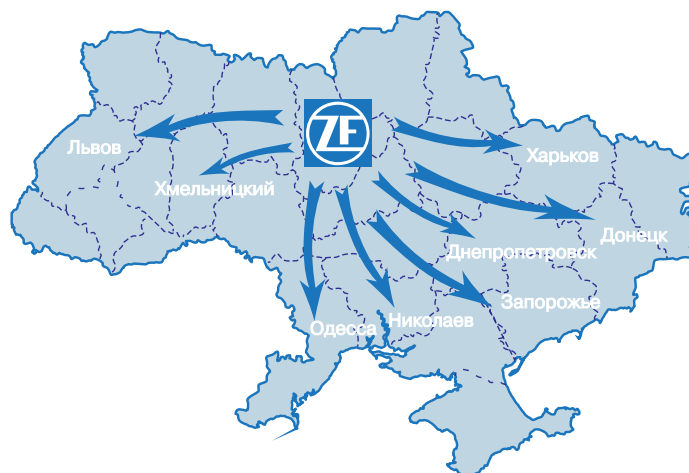 ZF
Львов
Харьков
Хмельницкий
Донецк
Днепропетровск
Запорожье
Николаев
Одесса